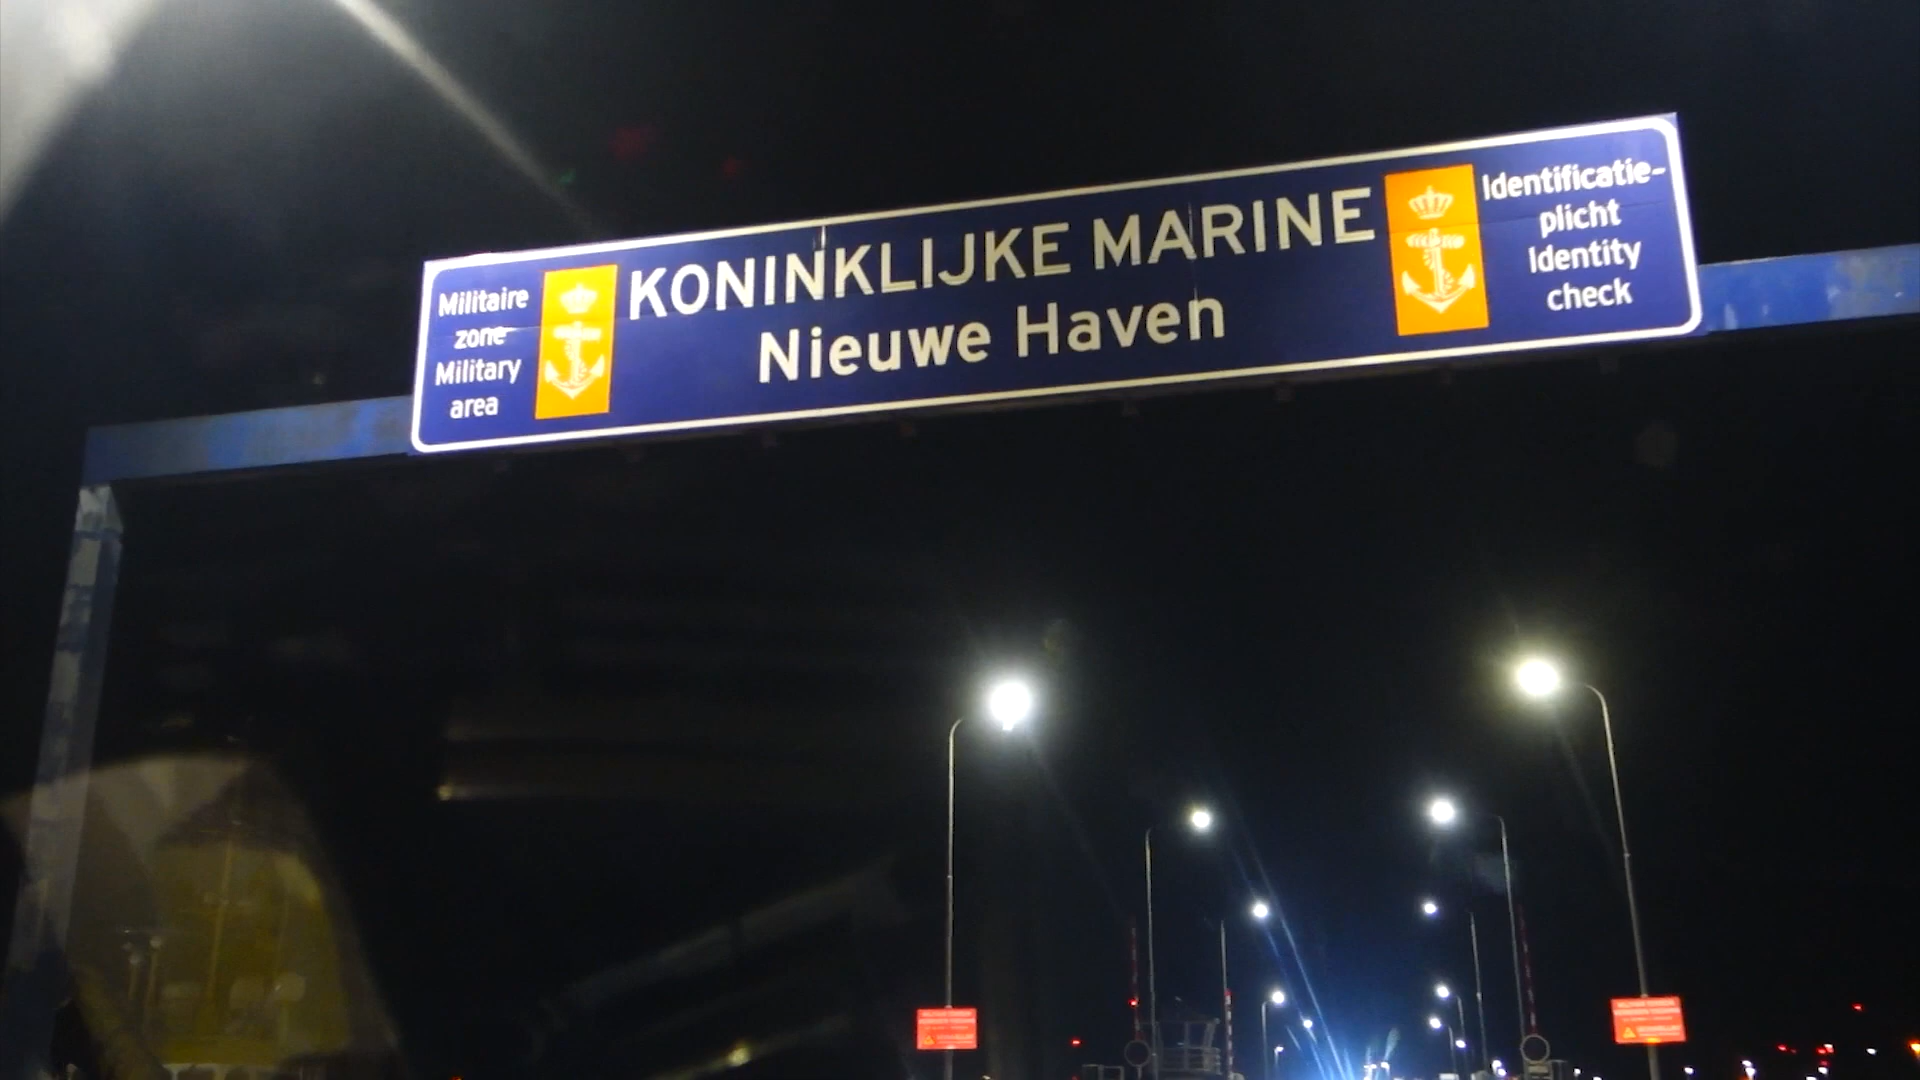 Militaire
zone
Military
area
KONINKLIJKE MARINE
Nieuwe Haven
Identificatie-
plicht
Identity
check